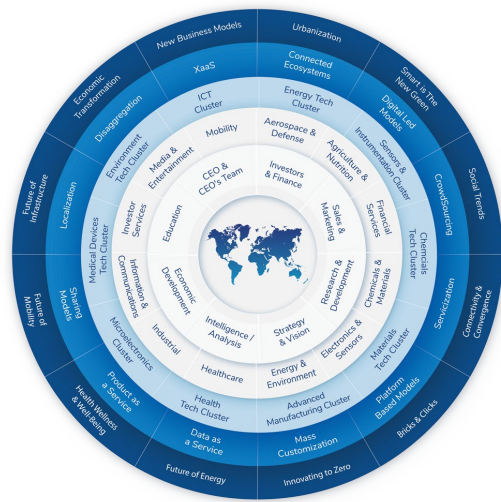 New Business Models
Urbanization
Smart is The
New Green
Social Trends
Connectivity &
Convergence
Bricks & Clicks
Innovating to Zero
Future of Energy
Health Wellness
& Well-Being
Future of
Mobility
Future of
Infrastructure
Economic
Transformation
XaaS
Connected
Ecosystems
Digital Led
Models
CrowdSourcing
Servicization
Platform
Based Models
Mass
Customization
Data as
a Service
Product as
a Service
Sharing
Models
Localization
Disaggregation
ICT
Cluster
Energy Tech
Cluster
Sensors &
Instrumentation Cluster
Chemicals
Tech Cluster
Materials
Tech Cluster
Advanced
Manufacturing Cluster
Health
Tech Cluster
Microelectronics
Cluster
Medical Devices
Tech Cluster
Environment
Tech Cluster
Mobility
Aerospace &
Defense
Agriculture &
Nutrition
Financial
Services
Chemicals &
Materials
Electronics &
Sensors
Energy &
Environment
Healthcare
Industrial
Information &
Communications
Investor
Services
Media &
Entertainment
CEO &
CEO's Team
Investors
& Finance
Sales &
Marketing
Research &
Development
Strategy
& Vision
Intelligence /
Analysis
Economic
Development
Education